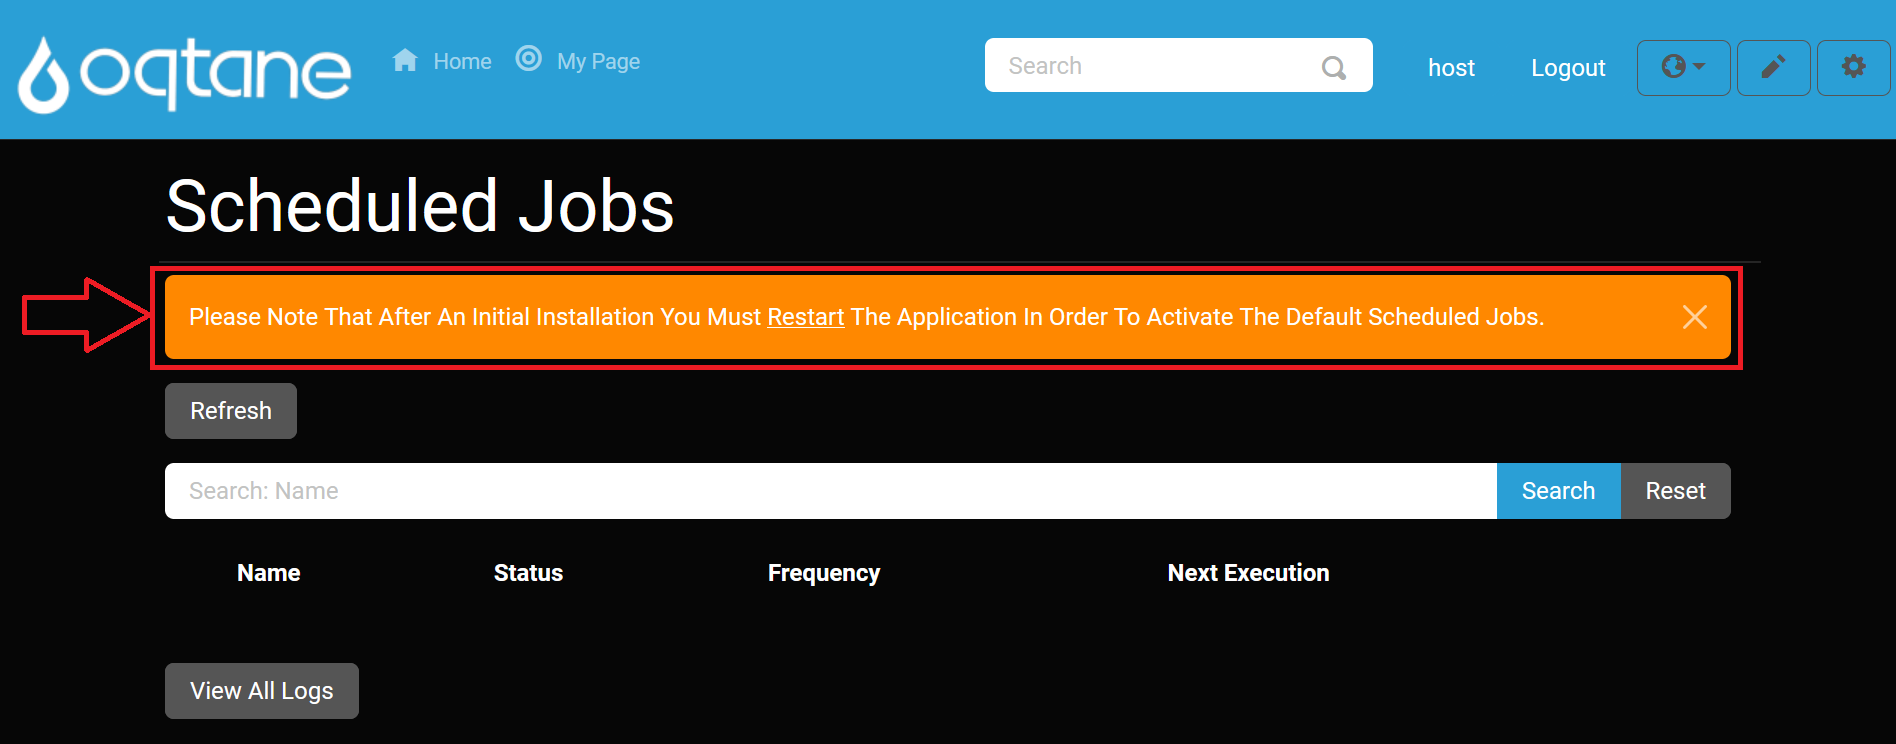 oqtane
Home
My Page
Search
host
Logout
Scheduled Jobs
Please Note That After An Initial Installation You Must Restart The Application In Order To Activate The Default Scheduled Jobs.
Refresh
Search: Name
Search
Reset
Name
Status
Frequency
Next Execution
View All Logs